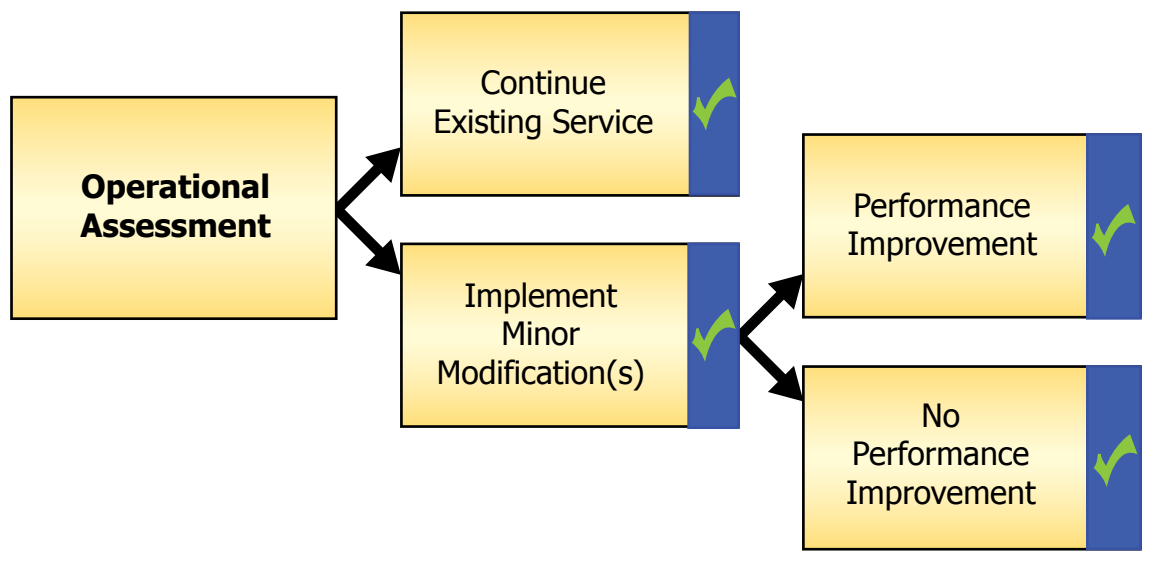 Operational
Assessment
Continue
Existing Service
Implement
Minor
Modification(s)
Performance
Improvement
No
Performance
Improvement